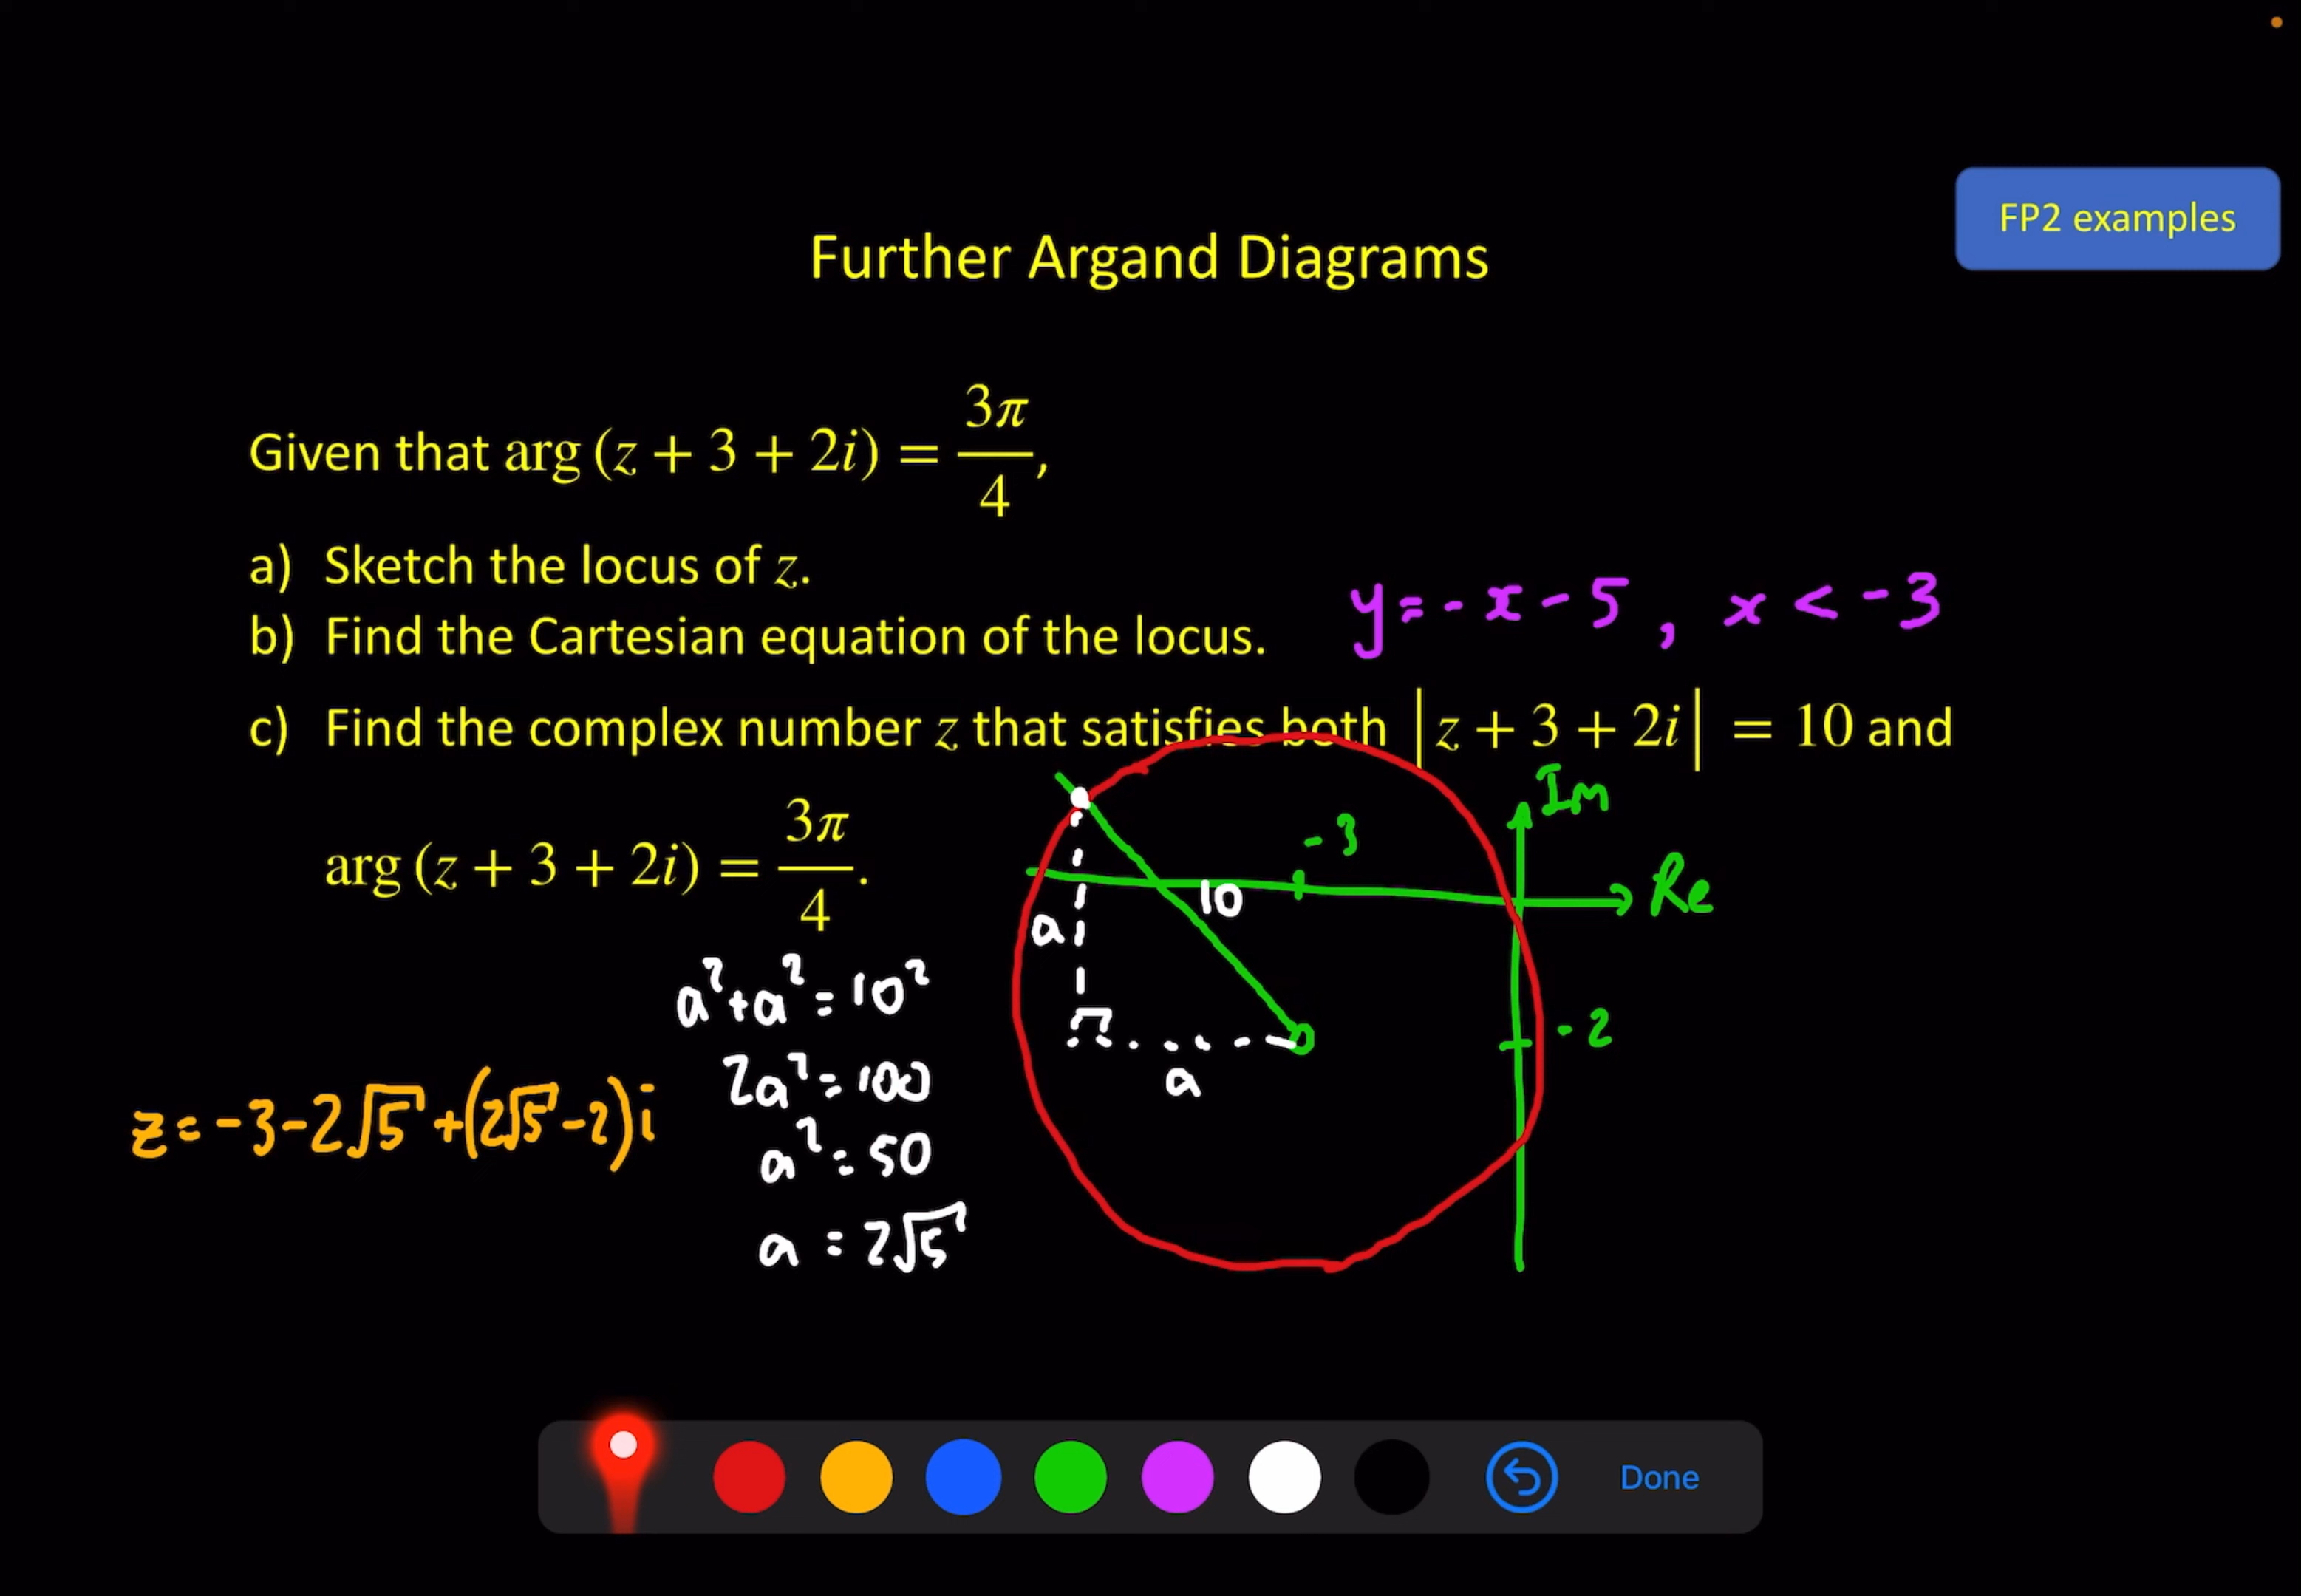 FP2 examples
Further Argand Diagrams
Given that arg (z + 3 + 2i) = 3π/4,
a) Sketch the locus of z.
b) Find the Cartesian equation of the locus.
y = -x - 5 , x < -3
c) Find the complex number z that satisfies both |z + 3 + 2i| = 10 and
arg (z + 3 + 2i) = 3π/4.
Im
-3
Re
10
a
-2
a
a² + a² = 10²
2a² = 100
a² = 50
a = 2√5
z = -3 - 2√5 + (2√5 - 2)i
Done